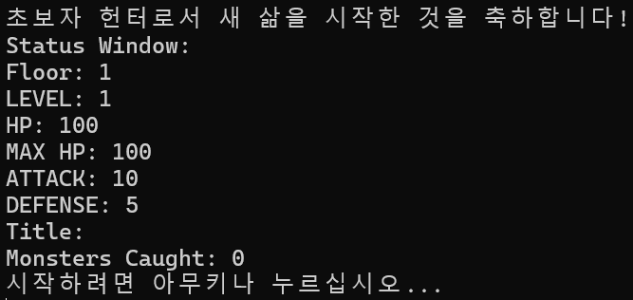 초보자 헌터로서 새 삶을 시작한 것을 축하합니다!
Status Window:
Floor: 1
LEVEL: 1
HP: 100
MAX HP: 100
ATTACK: 10
DEFENSE: 5
Title:
Monsters Caught: 0
시작하려면 아무키나 누르십시오...